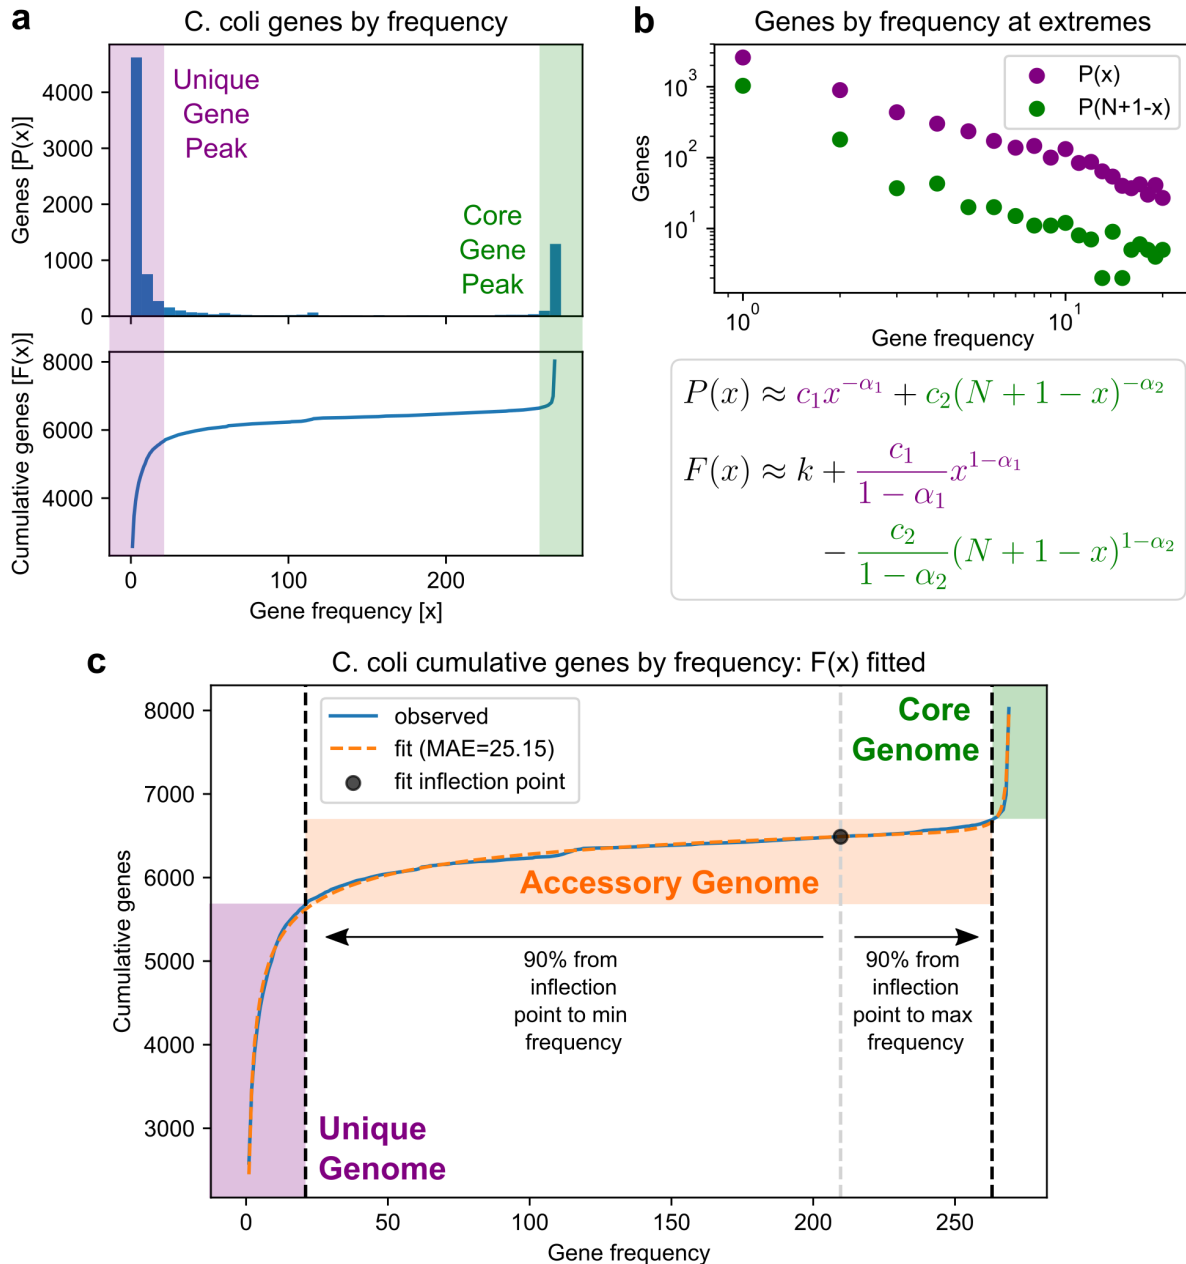 a
C. coli genes by frequency
Genes [P(x)]
4000
3000
2000
1000
0
Unique
Gene
Peak
Core
Gene
Peak
Cumulative genes [F(x)]
8000
6000
4000
0
100
200
Gene frequency [x]
b
Genes by frequency at extremes
Genes
10³
10²
10¹
P(x)
P(N+1-x)
10⁰
10¹
Gene frequency
P(x) ≈ c₁x^{−α₁} + c₂(N + 1 − x)^{−α₂}
F(x) ≈ k + \frac{c₁}{1 − α₁}x^{1−α₁}
− \frac{c₂}{1 − α₂}(N + 1 − x)^{1−α₂}
c
C. coli cumulative genes by frequency: F(x) fitted
Cumulative genes
8000
7000
6000
5000
4000
3000
observed
fit (MAE=25.15)
fit inflection point
Core
Genome
Accessory Genome
90% from
inflection
point to min
frequency
90% from
inflection
point to max
frequency
Unique
Genome
0
50
100
150
200
250
Gene frequency